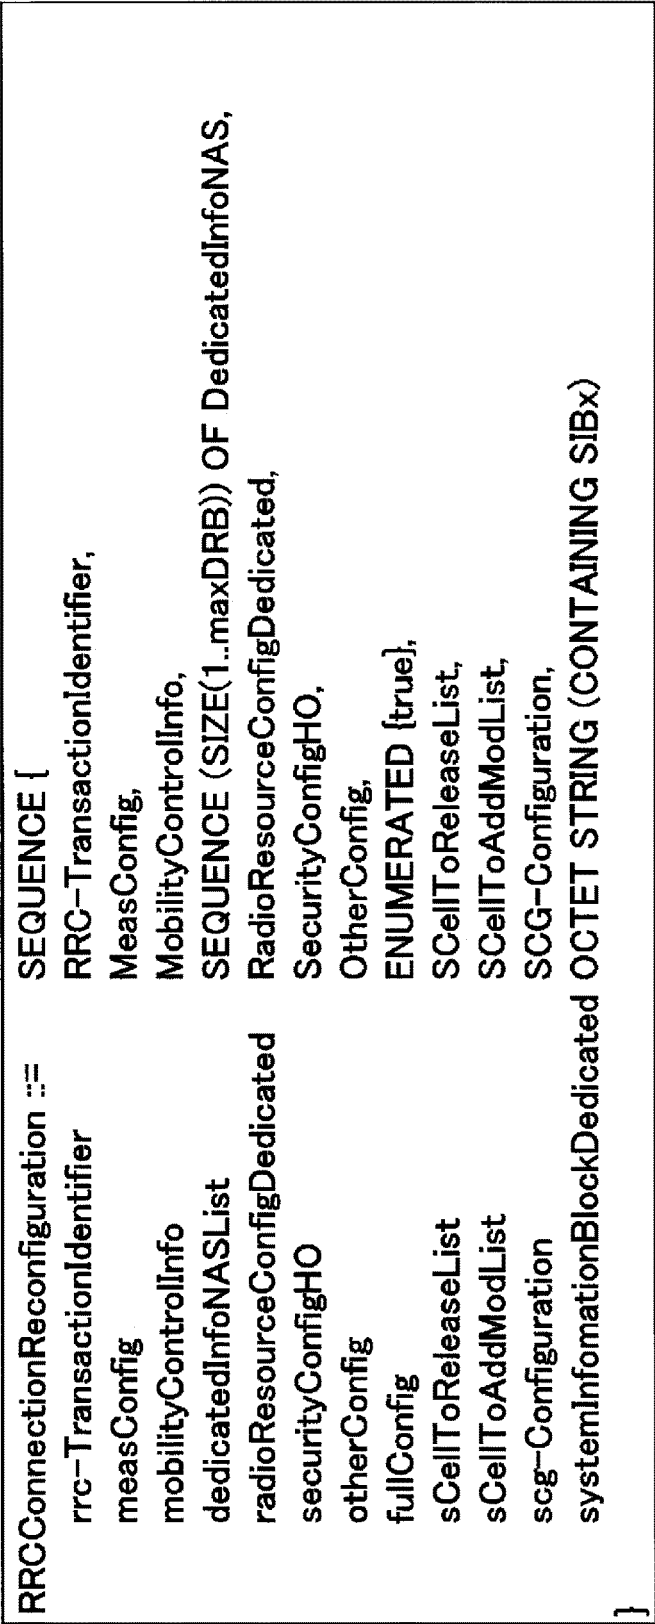 RRCConnectionReconfiguration ::= SEQUENCE {
rrc-TransactionIdentifier RRC-TransactionIdentifier,
measConfig MeasConfig,
mobilityControlInfo MobilityControlInfo,
dedicatedInfoNASList SEQUENCE (SIZE(1..maxDRB)) OF DedicatedInfoNAS,
radioResourceConfigDedicated RadioResourceConfigDedicated,
securityConfigHO SecurityConfigHO,
otherConfig OtherConfig,
fullConfig ENUMERATED {true},
sCellToReleaseList SCellToReleaseList,
sCellToAddModList SCellToAddModList,
scg-Configuration SCG-Configuration,
systemInfomationBlockDedicated OCTET STRING (CONTAINING SIBx)
}